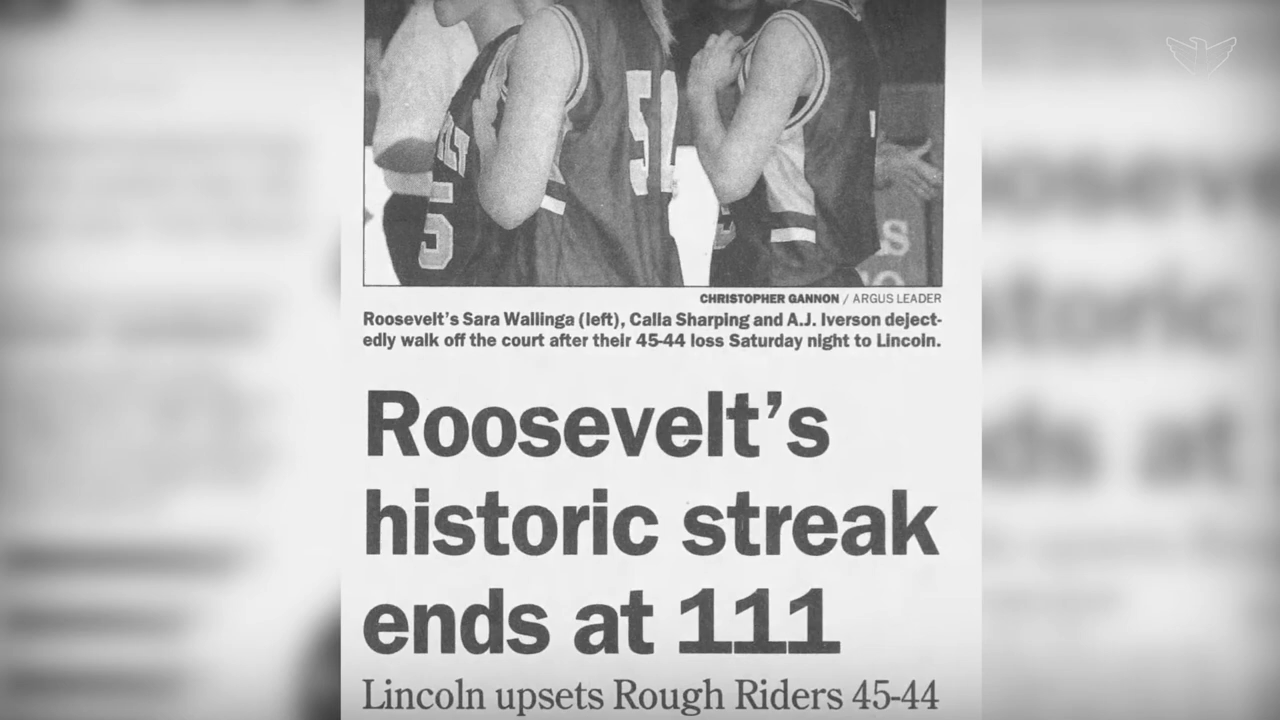 51
CHRISTOPHER GANNON / ARGUS LEADER
Roosevelt's Sara Wallinga (left), Calla Sharping and A.J. Iverson deject-
edly walk off the court after their 45-44 loss Saturday night to Lincoln.
Roosevelt's
historic streak
ends at 111
Lincoln upsets Rough Riders 45-44